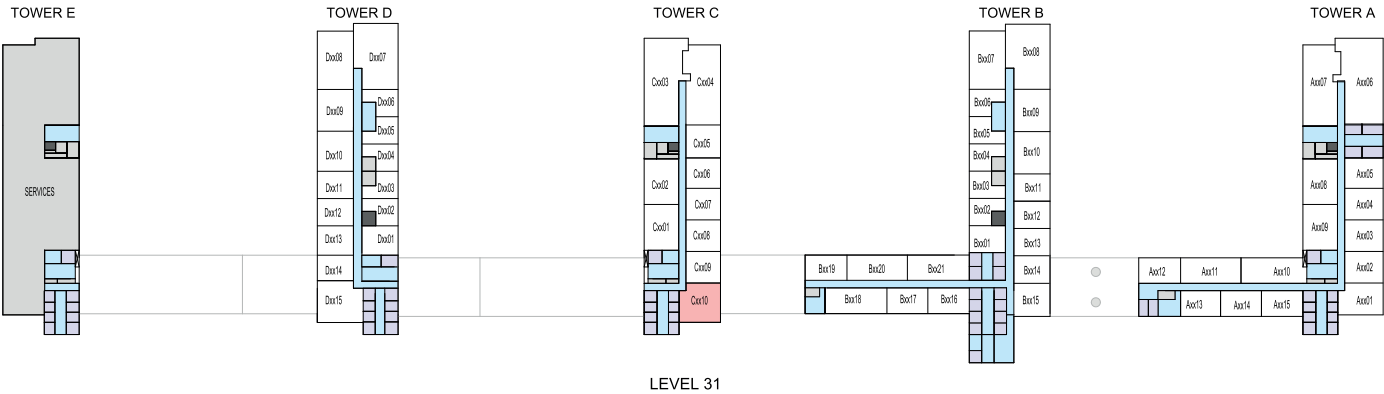 TOWER E
TOWER D
TOWER C
TOWER B
TOWER A
SERVICES
Dxx08
Dxx07
Dxx09
Dxx06
Dxx05
Dxx10
Dxx04
Dxx11
Dxx03
Dxx12
Dxx02
Dxx13
Dxx01
Dxx14
Dxx15
Cxx03
Cxx04
Cxx05
Cxx06
Cxx02
Cxx07
Cxx01
Cxx08
Cxx09
Cxx10
Bxx07
Bxx08
Bxx06
Bxx09
Bxx05
Bxx04
Bxx10
Bxx03
Bxx11
Bxx02
Bxx12
Bxx01
Bxx13
Bxx19
Bxx20
Bxx21
Bxx14
Bxx18
Bxx17
Bxx16
Bxx15
Axx07
Axx06
Axx08
Axx05
Axx04
Axx09
Axx03
Axx12
Axx11
Axx10
Axx02
Axx13
Axx14
Axx15
Axx01
LEVEL 31